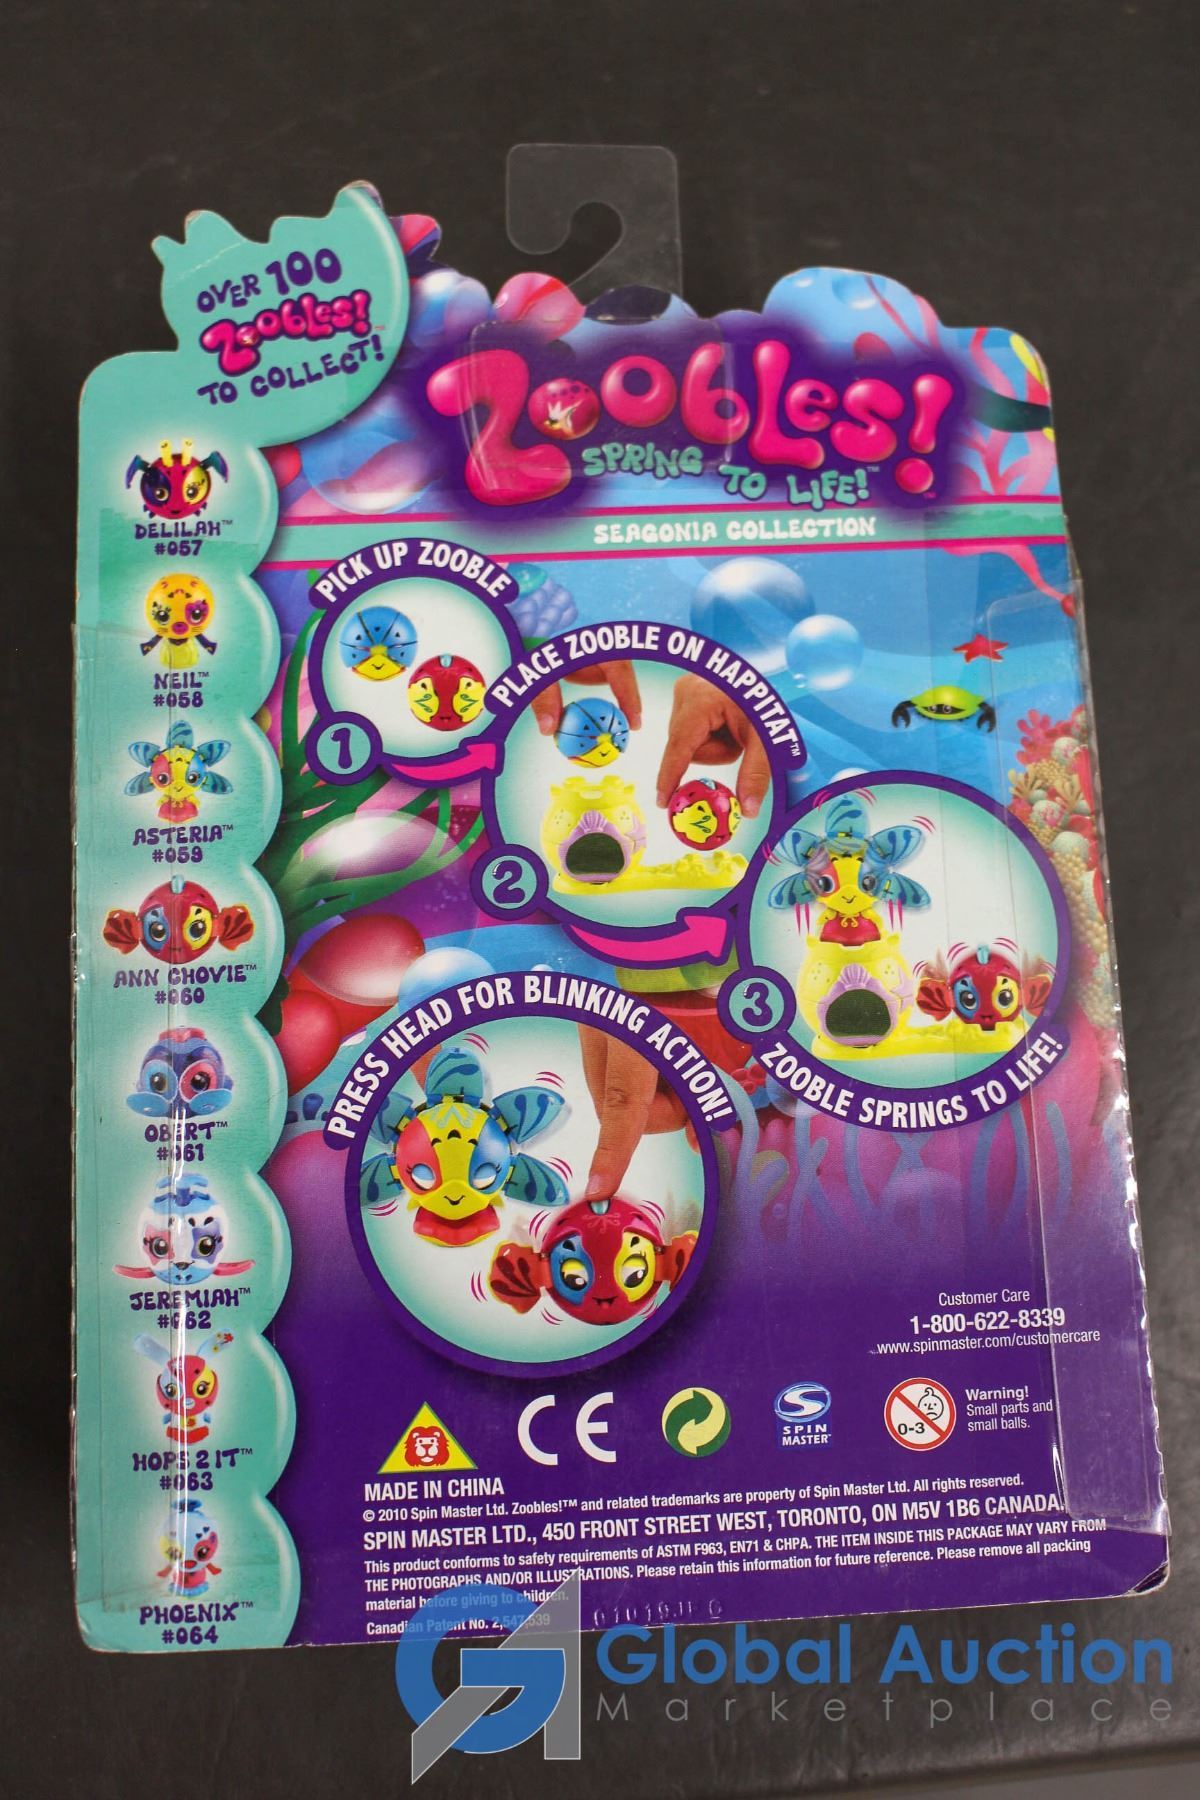 OVER 100
Zoobles!™
TO COLLECT!
Zoobles!™
SPRING TO LIFE!™
SEAGONIA COLLECTION
DELILAH™
#057
NEIL™
#058
ASTERIA™
#059
ANN CHOVIE™
#060
OBERT™
#061
JEREMIAH™
#062
HOPS 2 IT™
#063
PHOENIX™
#064
PICK UP ZOOBLE
1
PLACE ZOOBLE ON HAPPITAT™
2
3
ZOOBLE SPRINGS TO LIFE!
PRESS HEAD FOR BLINKING ACTION!
Customer Care
1-800-622-8339
www.spinmaster.com/customercare
CE
SPIN
MASTER™
0-3
Warning!
Small parts and
small balls.
MADE IN CHINA
© 2010 Spin Master Ltd. Zoobles!™ and related trademarks are property of Spin Master Ltd. All rights reserved.
SPIN MASTER LTD., 450 FRONT STREET WEST, TORONTO, ON M5V 1B6 CANADA.
This product conforms to safety requirements of ASTM F963, EN71 & CHPA. THE ITEM INSIDE THIS PACKAGE MAY VARY FROM
THE PHOTOGRAPHS AND/OR ILLUSTRATIONS. Please retain this information for future reference. Please remove all packing
material before giving to children.
Canadian Patent No. 2,547,539
Global Auction
Marketplace